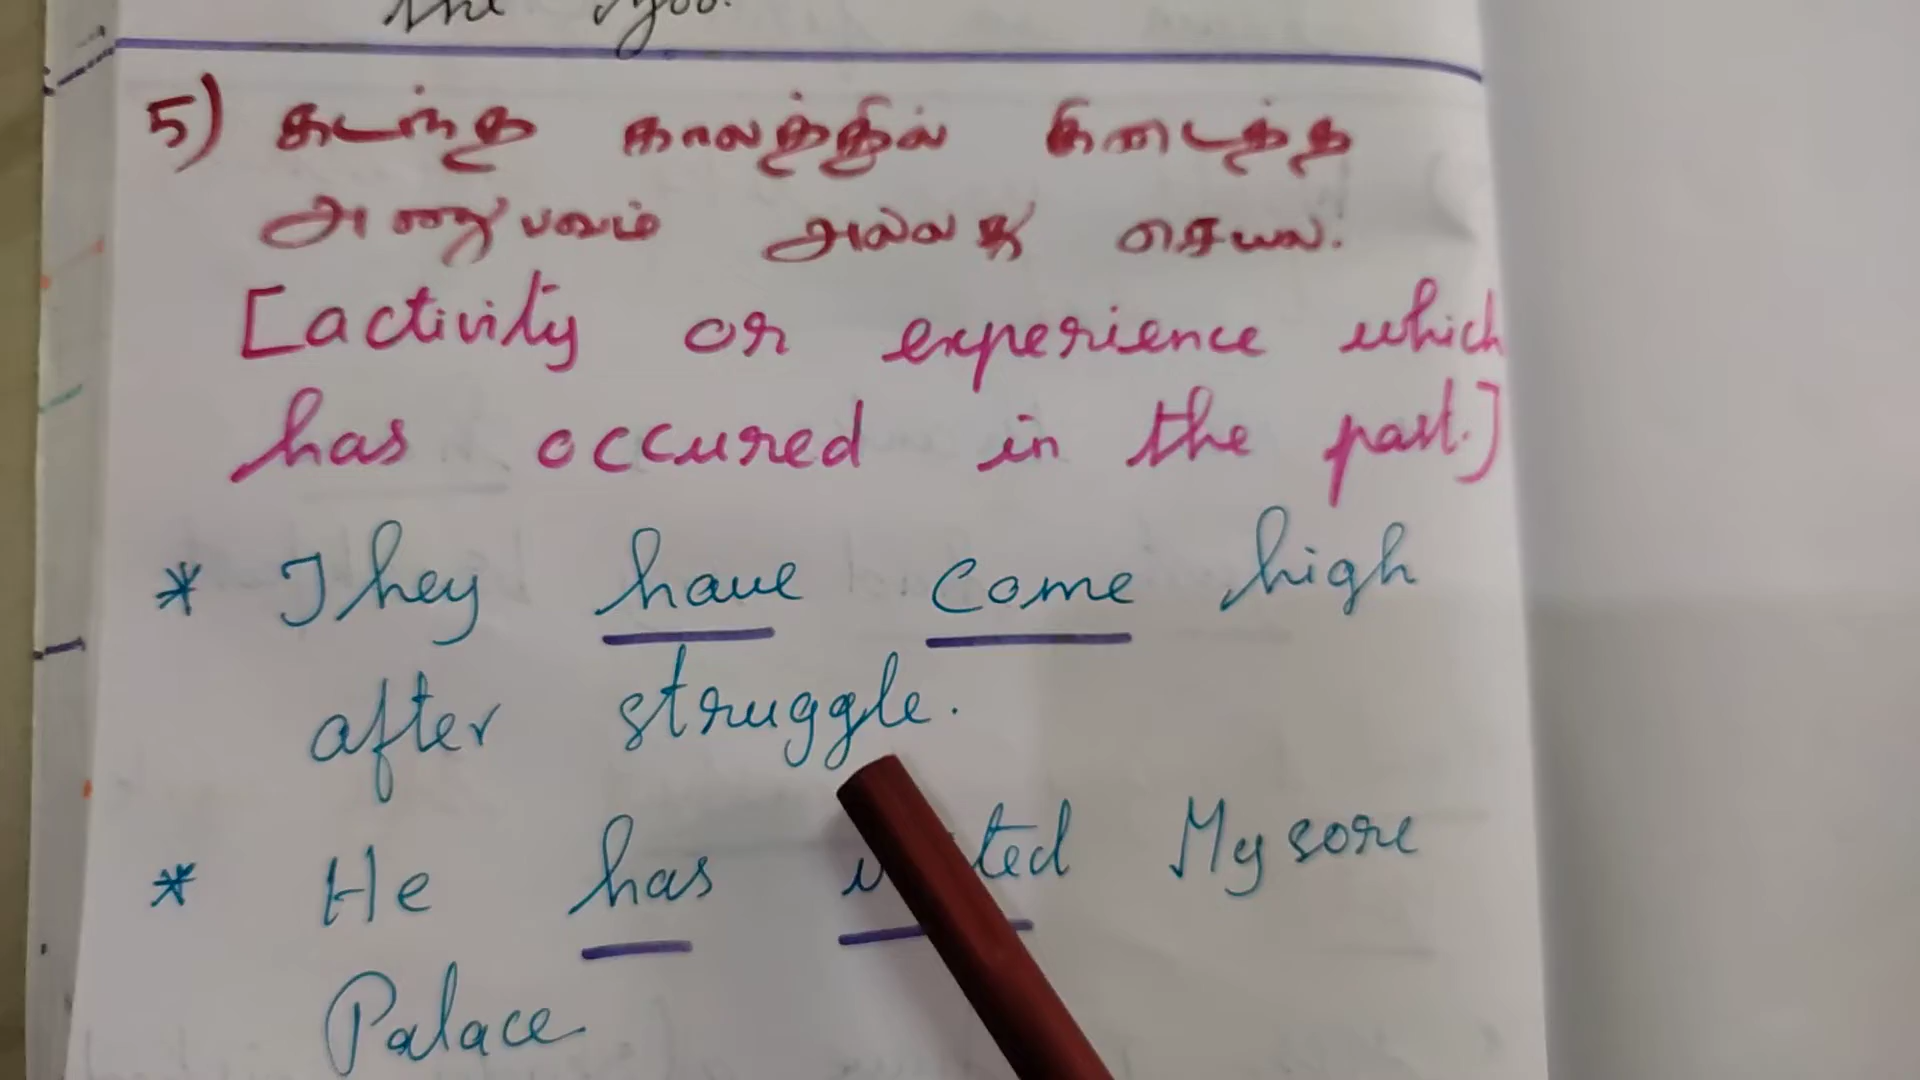 the
5) கடந்த காலத்தில் கிடைத்த
அனுபவம் அல்லது செயல்.
[activity or experience which
has occured in the past.]
* They have come high
after struggle.
* He has Mysore
Palace